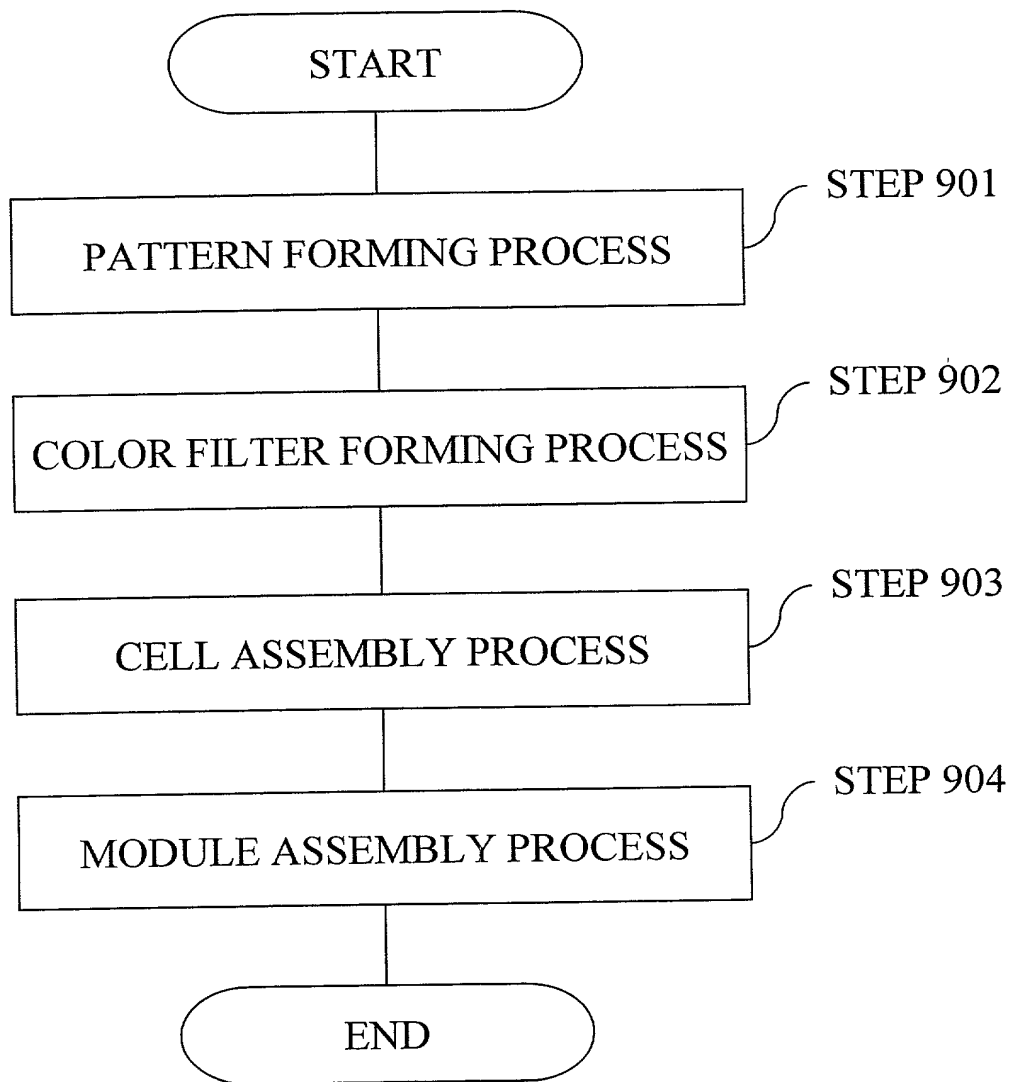 START
STEP 901
PATTERN FORMING PROCESS
STEP 902
COLOR FILTER FORMING PROCESS
STEP 903
CELL ASSEMBLY PROCESS
STEP 904
MODULE ASSEMBLY PROCESS
END